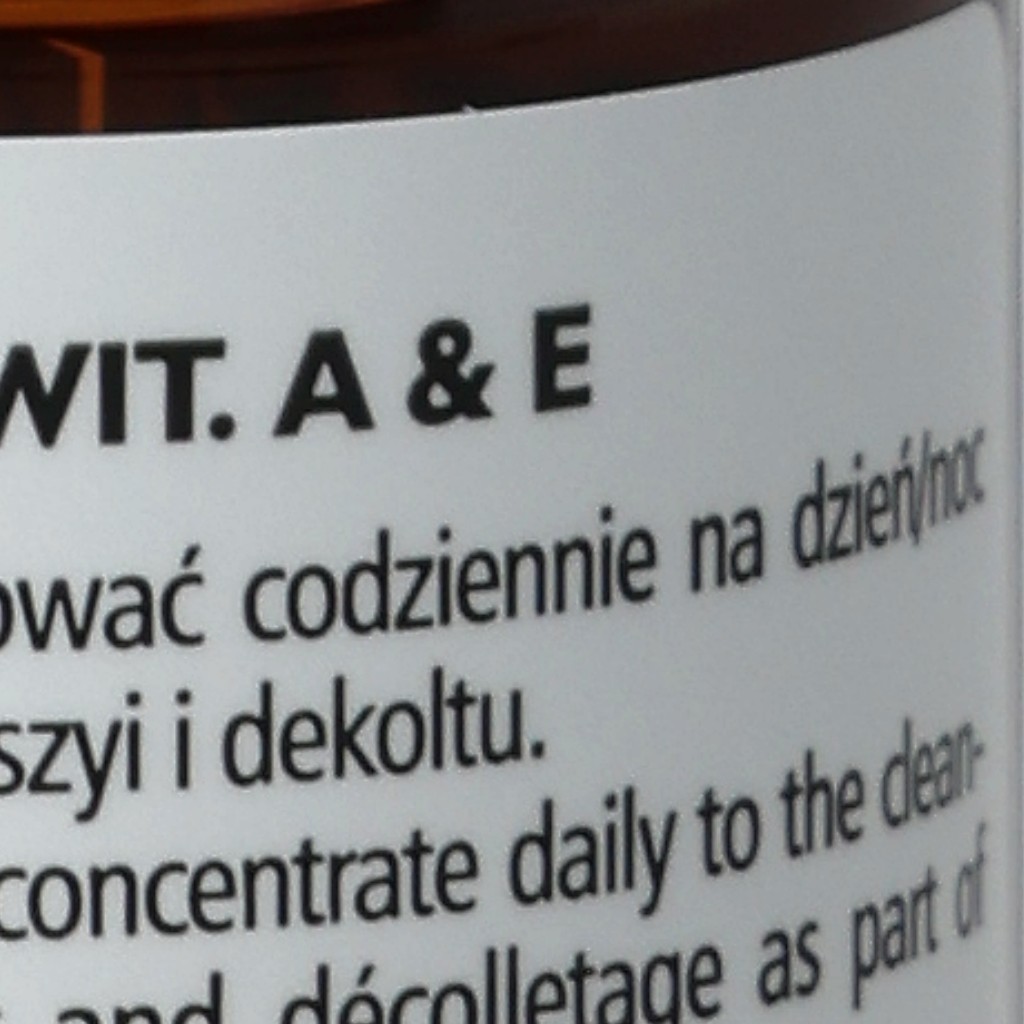 WIT. A & E
ować codziennie na dzień/noc
szyi i dekoltu.
concentrate daily to the clean-
and décolletage as part of